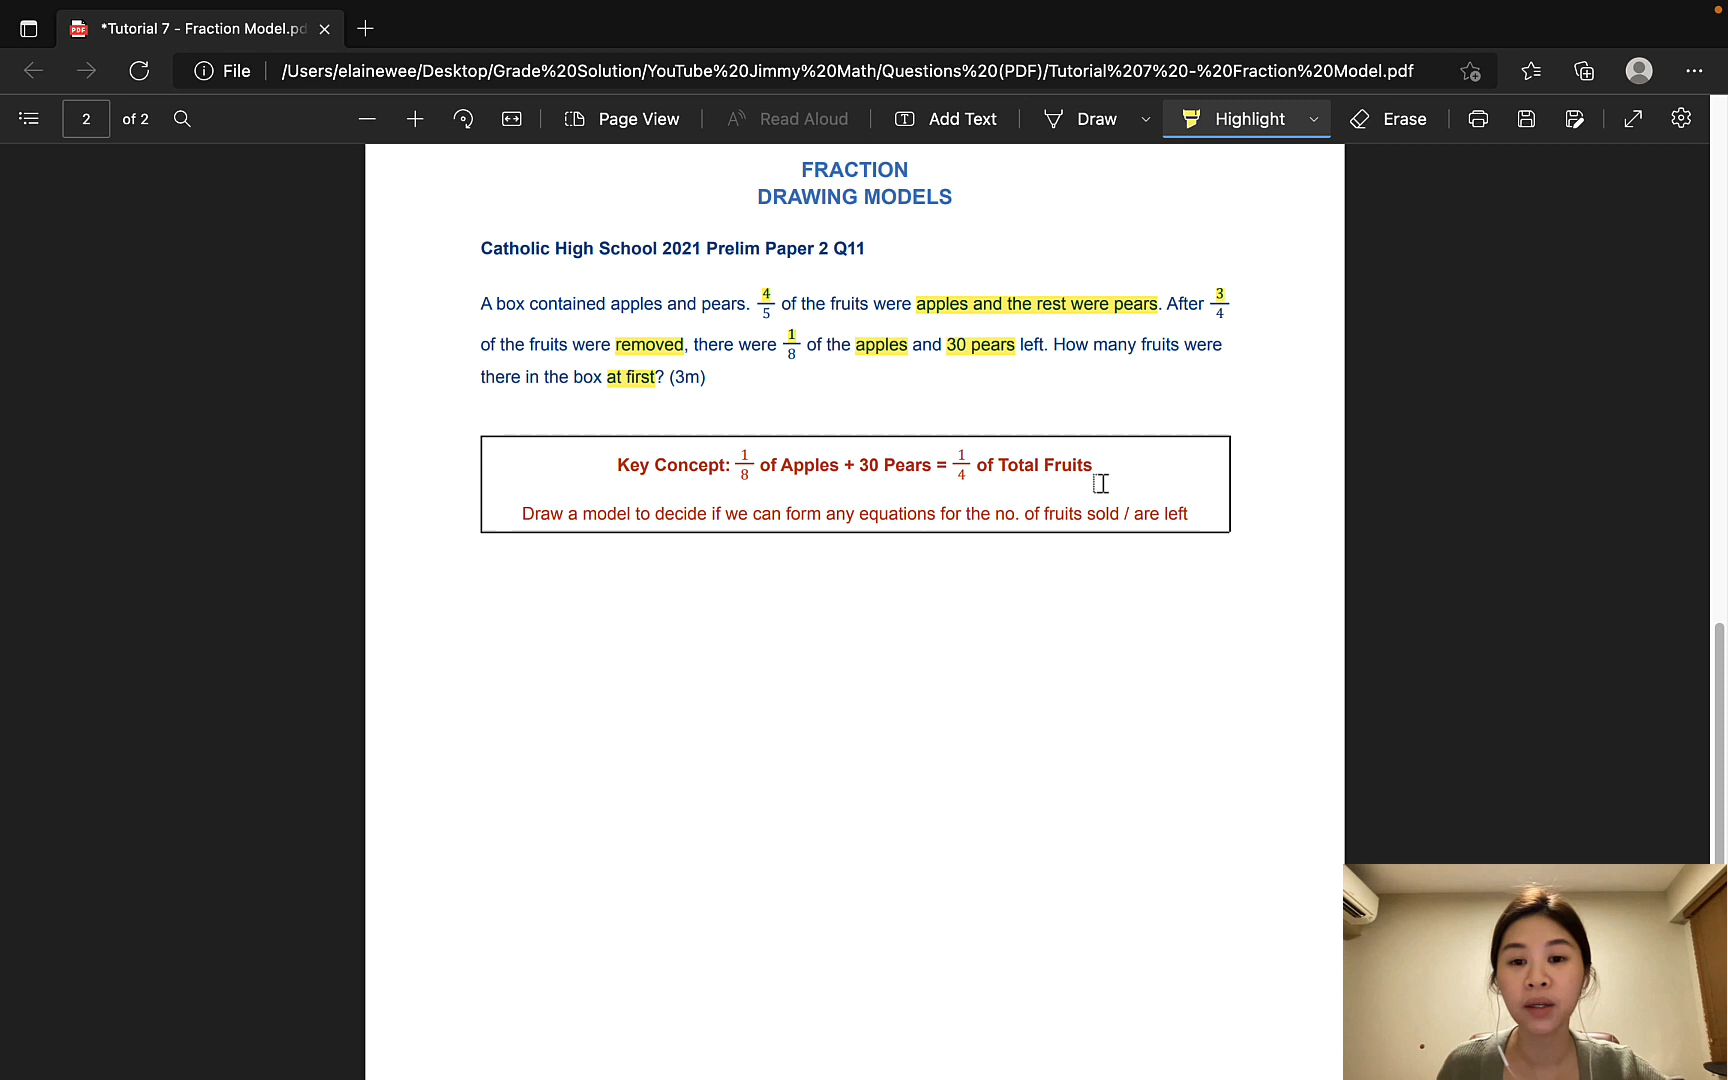 *Tutorial 7 - Fraction Model.pd
File /Users/elainewee/Desktop/Grade%20Solution/YouTube%20Jimmy%20Math/Questions%20(PDF)/Tutorial%207%20-%20Fraction%20Model.pdf
2 of 2 Page View Read Aloud Add Text Draw Highlight Erase
FRACTION
DRAWING MODELS
Catholic High School 2021 Prelim Paper 2 Q11
A box contained apples and pears. 4/5 of the fruits were apples and the rest were pears. After 3/4
of the fruits were removed, there were 1/8 of the apples and 30 pears left. How many fruits were
there in the box at first? (3m)
Key Concept: 1/8 of Apples + 30 Pears = 1/4 of Total Fruits
Draw a model to decide if we can form any equations for the no. of fruits sold / are left